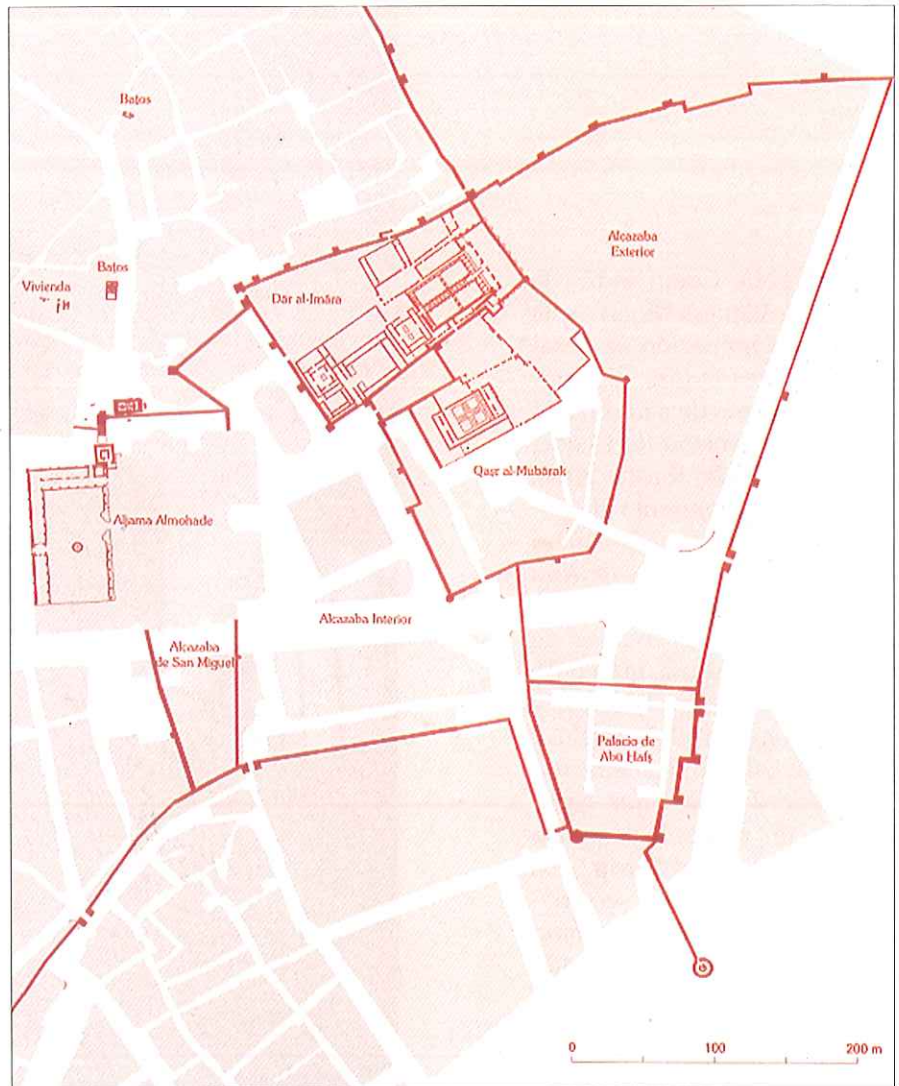 Baños
Alcazaba
Exterior
Baños
Vivienda
Dār al-Imāra
Qaṣr al-Mubārak
Aljama Almohade
Alcazaba Interior
Alcazaba
de San Miguel
Palacio de
Abū Ḥafṣ
0 100 200 m